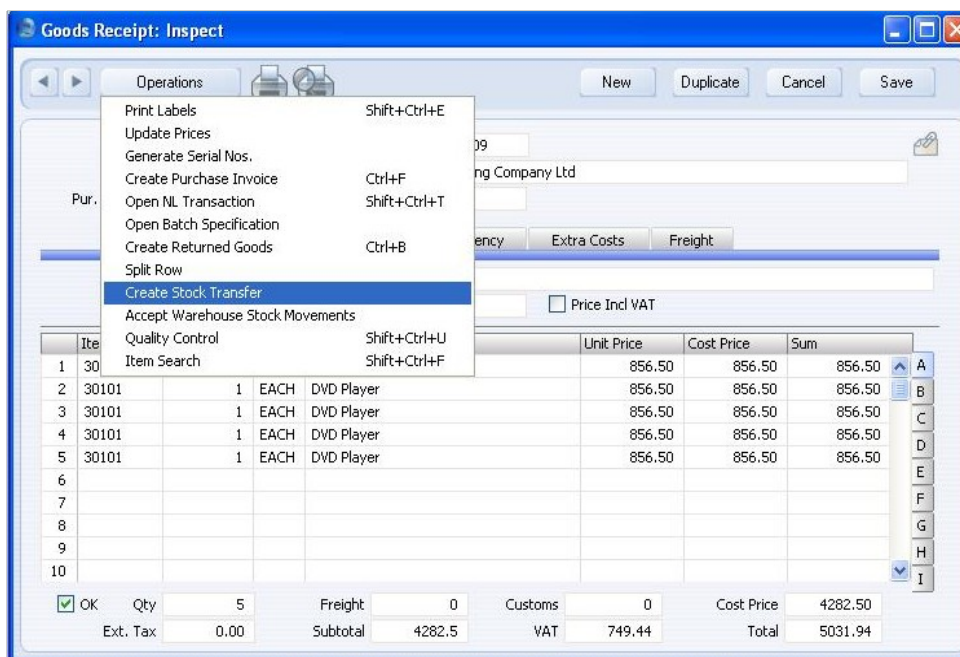 Goods Receipt: Inspect
Operations New Duplicate Cancel Save
Print Labels Shift+Ctrl+E
Update Prices
Generate Serial Nos.
Create Purchase Invoice Ctrl+F
Open NL Transaction Shift+Ctrl+T
Open Batch Specification
Create Returned Goods Ctrl+B
Split Row
Create Stock Transfer
Accept Warehouse Stock Movements
Quality Control Shift+Ctrl+U
Item Search Shift+Ctrl+F
09
ng Company Ltd
Pur.
ency Extra Costs Freight
Price Incl VAT
Ite Unit Price Cost Price Sum
1 30 856.50 856.50 856.50 A
2 30101 1 EACH DVD Player 856.50 856.50 856.50 B
3 30101 1 EACH DVD Player 856.50 856.50 856.50 C
4 30101 1 EACH DVD Player 856.50 856.50 856.50 D
5 30101 1 EACH DVD Player 856.50 856.50 856.50
6 E
7 F
8 G
9 H
10 I
OK Qty 5 Freight 0 Customs 0 Cost Price 4282.50
Ext. Tax 0.00 Subtotal 4282.5 VAT 749.44 Total 5031.94